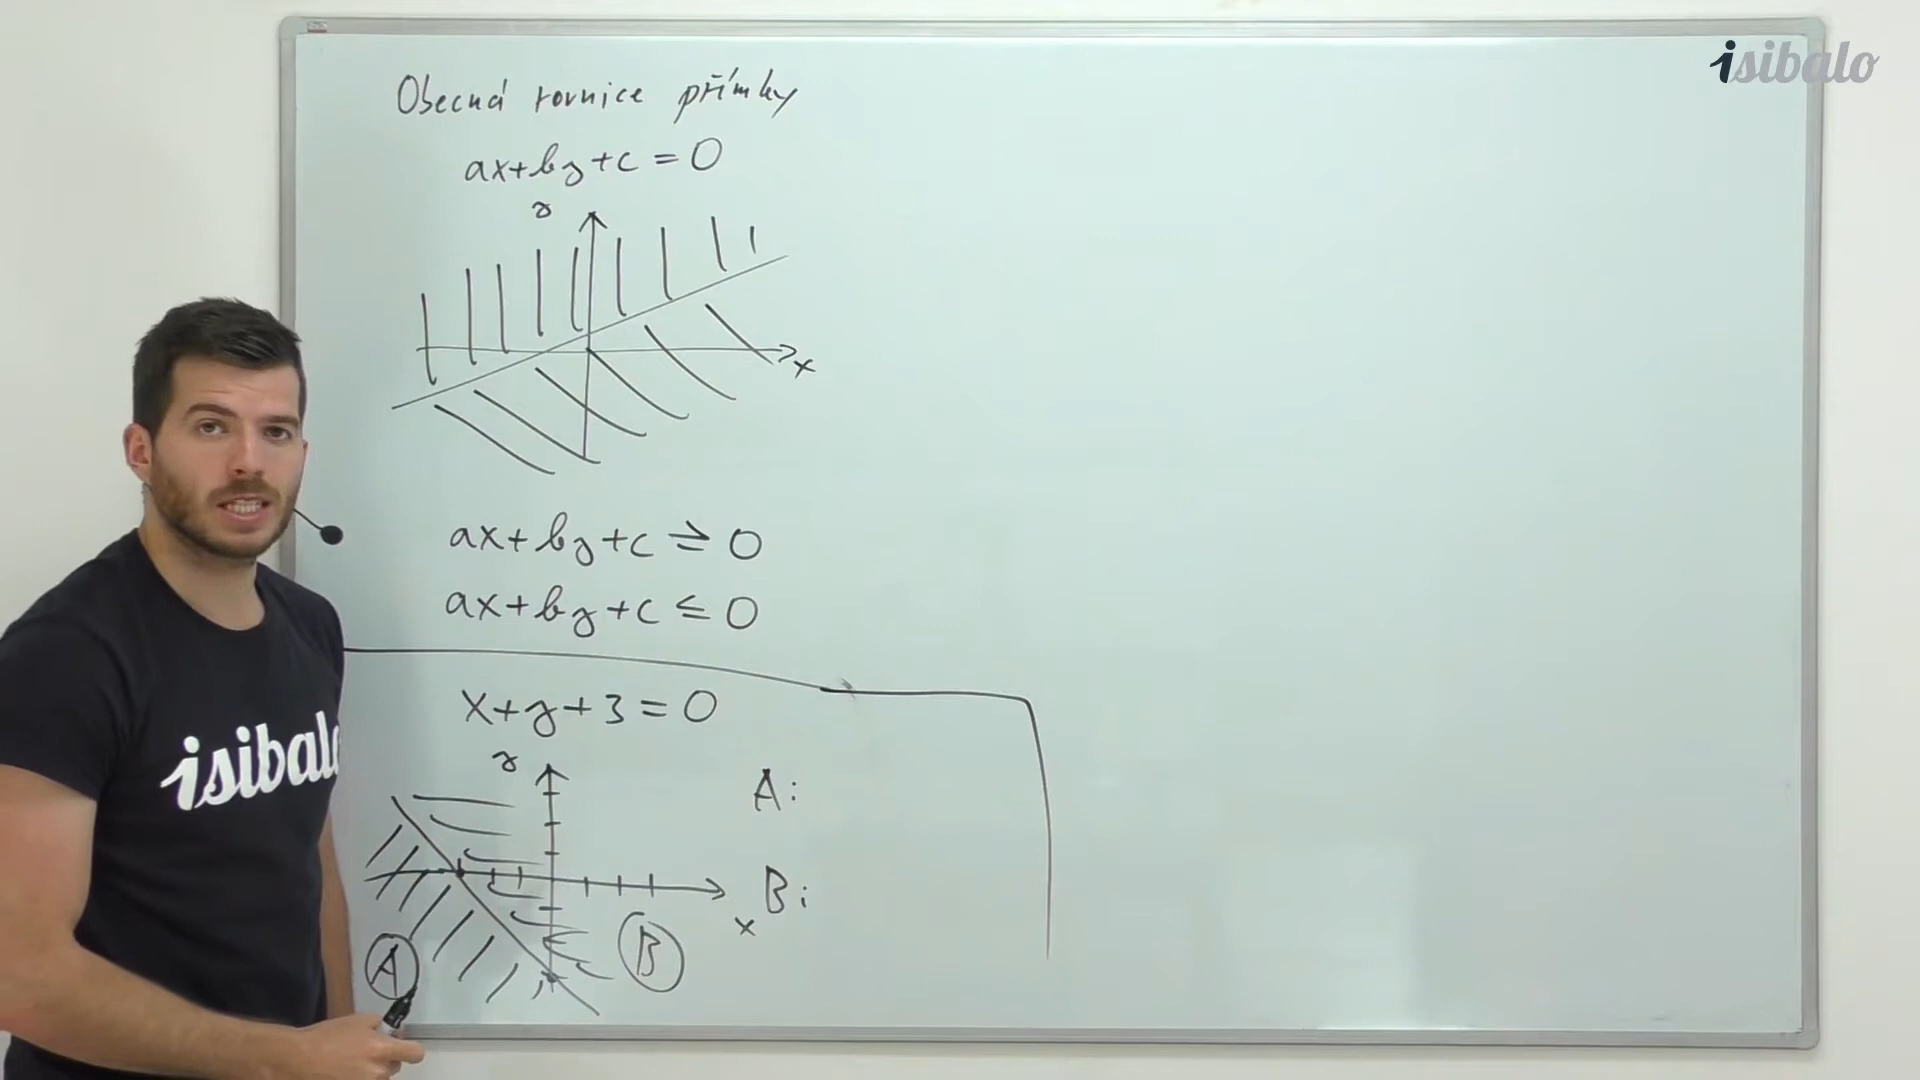 isibalo
Obecná rovnice přímky
ax+by+c=0
y
x
ax+by+c ≥ 0
ax+by+c ≤ 0
x+y+3=0
y
A:
x
B:
A
B
isibalo